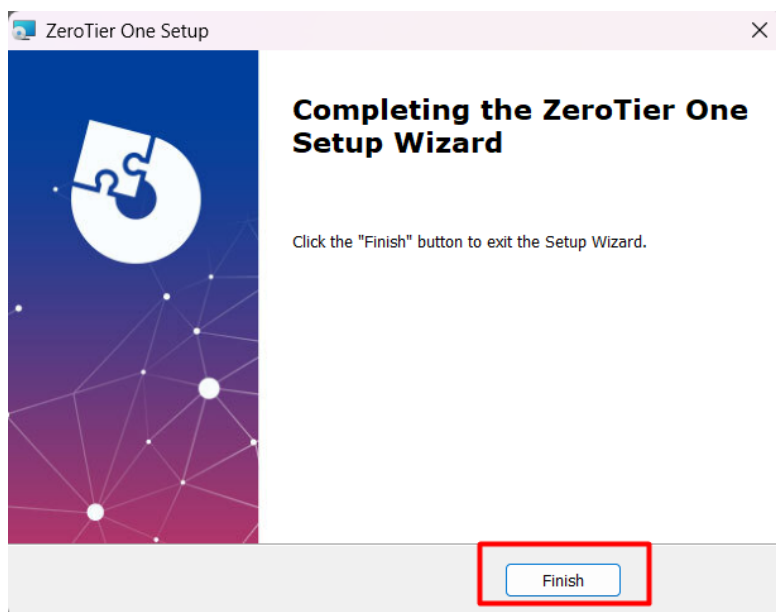 ZeroTier One Setup
Completing the ZeroTier One
Setup Wizard
Click the "Finish" button to exit the Setup Wizard.
Finish